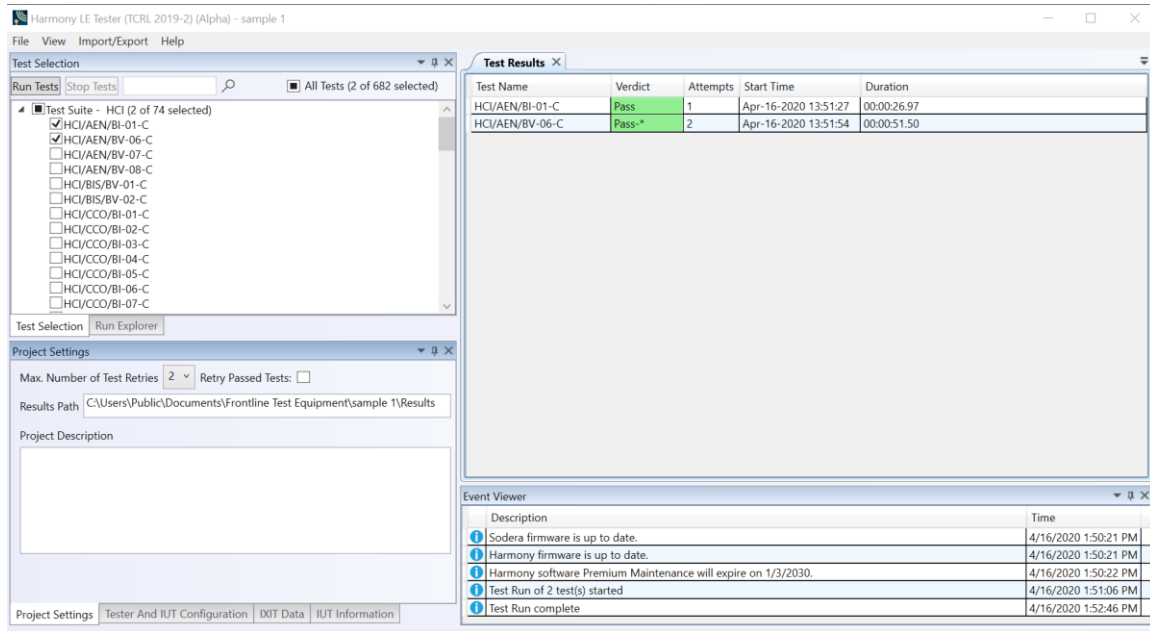 Harmony LE Tester (TCRL 2019-2) (Alpha) - sample 1
File View Import/Export Help
Test Selection
Run Tests Stop Tests All Tests (2 of 682 selected)
Test Suite - HCI (2 of 74 selected)
HCI/AEN/BI-01-C
HCI/AEN/BV-06-C
HCI/AEN/BV-07-C
HCI/AEN/BV-08-C
HCI/BIS/BV-01-C
HCI/BIS/BV-02-C
HCI/CCO/BI-01-C
HCI/CCO/BI-02-C
HCI/CCO/BI-03-C
HCI/CCO/BI-04-C
HCI/CCO/BI-05-C
HCI/CCO/BI-06-C
HCI/CCO/BI-07-C
Test Selection Run Explorer
Project Settings
Max. Number of Test Retries 2 Retry Passed Tests:
Results Path C:\Users\Public\Documents\Frontline Test Equipment\sample 1\Results
Project Description
Project Settings Tester And IUT Configuration IXIT Data IUT Information
Test Results
Test Name Verdict Attempts Start Time Duration
HCI/AEN/BI-01-C Pass 1 Apr-16-2020 13:51:27 00:00:26.97
HCI/AEN/BV-06-C Pass-* 2 Apr-16-2020 13:51:54 00:00:51.50
Event Viewer
Description Time
Sodera firmware is up to date. 4/16/2020 1:50:21 PM
Harmony firmware is up to date. 4/16/2020 1:50:21 PM
Harmony software Premium Maintenance will expire on 1/3/2030. 4/16/2020 1:50:22 PM
Test Run of 2 test(s) started 4/16/2020 1:51:06 PM
Test Run complete 4/16/2020 1:52:46 PM